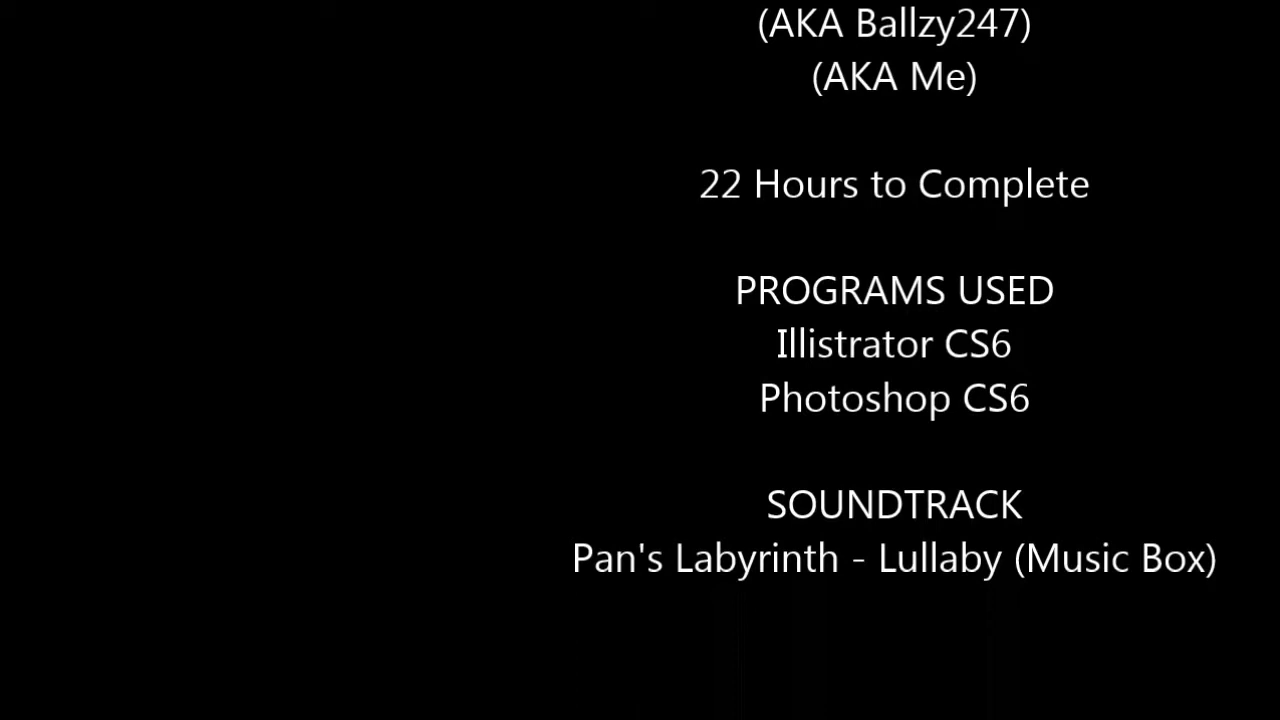 (AKA Ballzy247)
(AKA Me)
22 Hours to Complete
PROGRAMS USED
Illistrator CS6
Photoshop CS6
SOUNDTRACK
Pan's Labyrinth - Lullaby (Music Box)